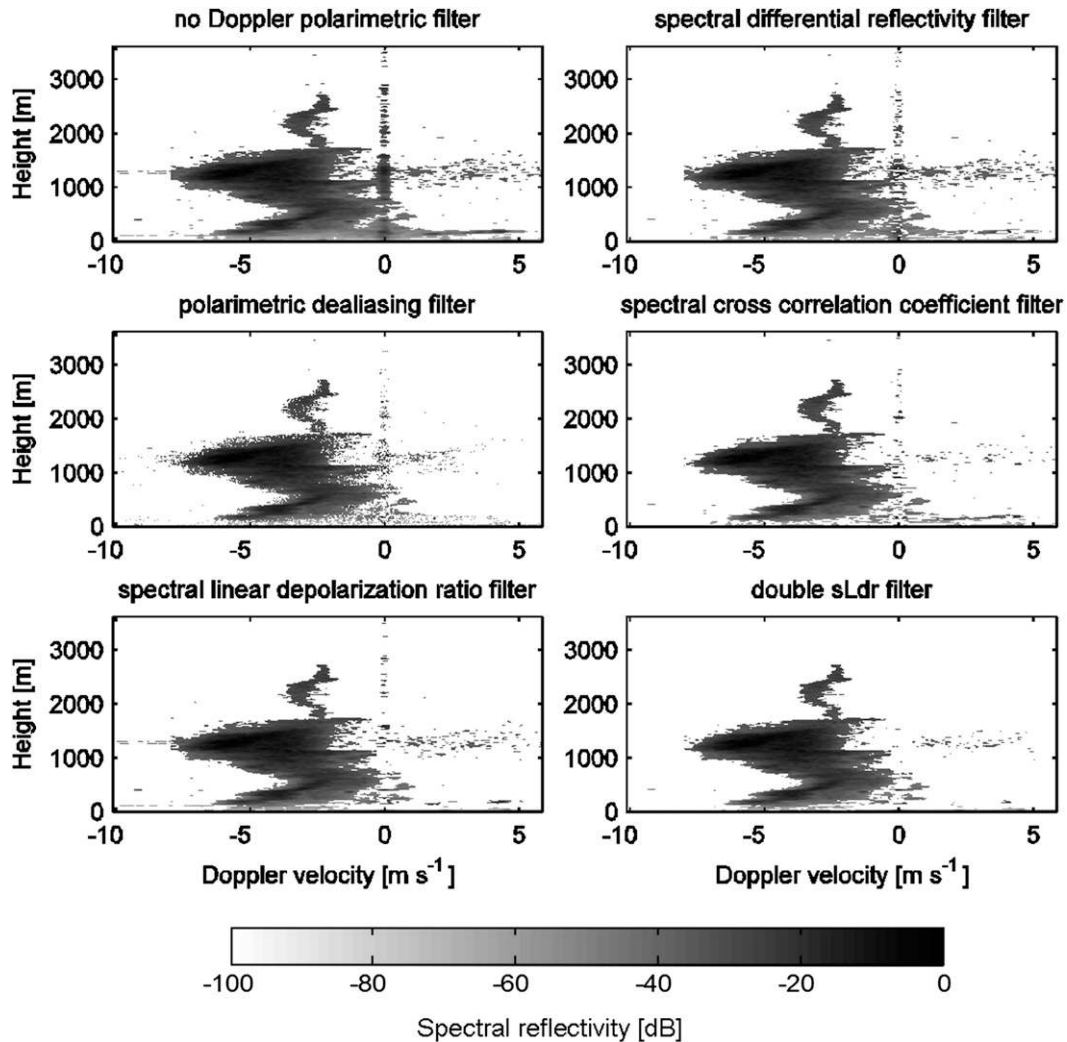 no Doppler polarimetric filter
spectral differential reflectivity filter
Height [m]
3000
2000
1000
0
-10 -5 0 5
3000
2000
1000
0
-10 -5 0 5
polarimetric dealiasing filter
spectral cross correlation coefficient filter
Height [m]
3000
2000
1000
0
-10 -5 0 5
3000
2000
1000
0
-10 -5 0 5
spectral linear depolarization ratio filter
double sLdr filter
Height [m]
3000
2000
1000
0
-10 -5 0 5
Doppler velocity [m s⁻¹]
3000
2000
1000
0
-10 -5 0 5
Doppler velocity [m s⁻¹]
-100 -80 -60 -40 -20 0
Spectral reflectivity [dB]